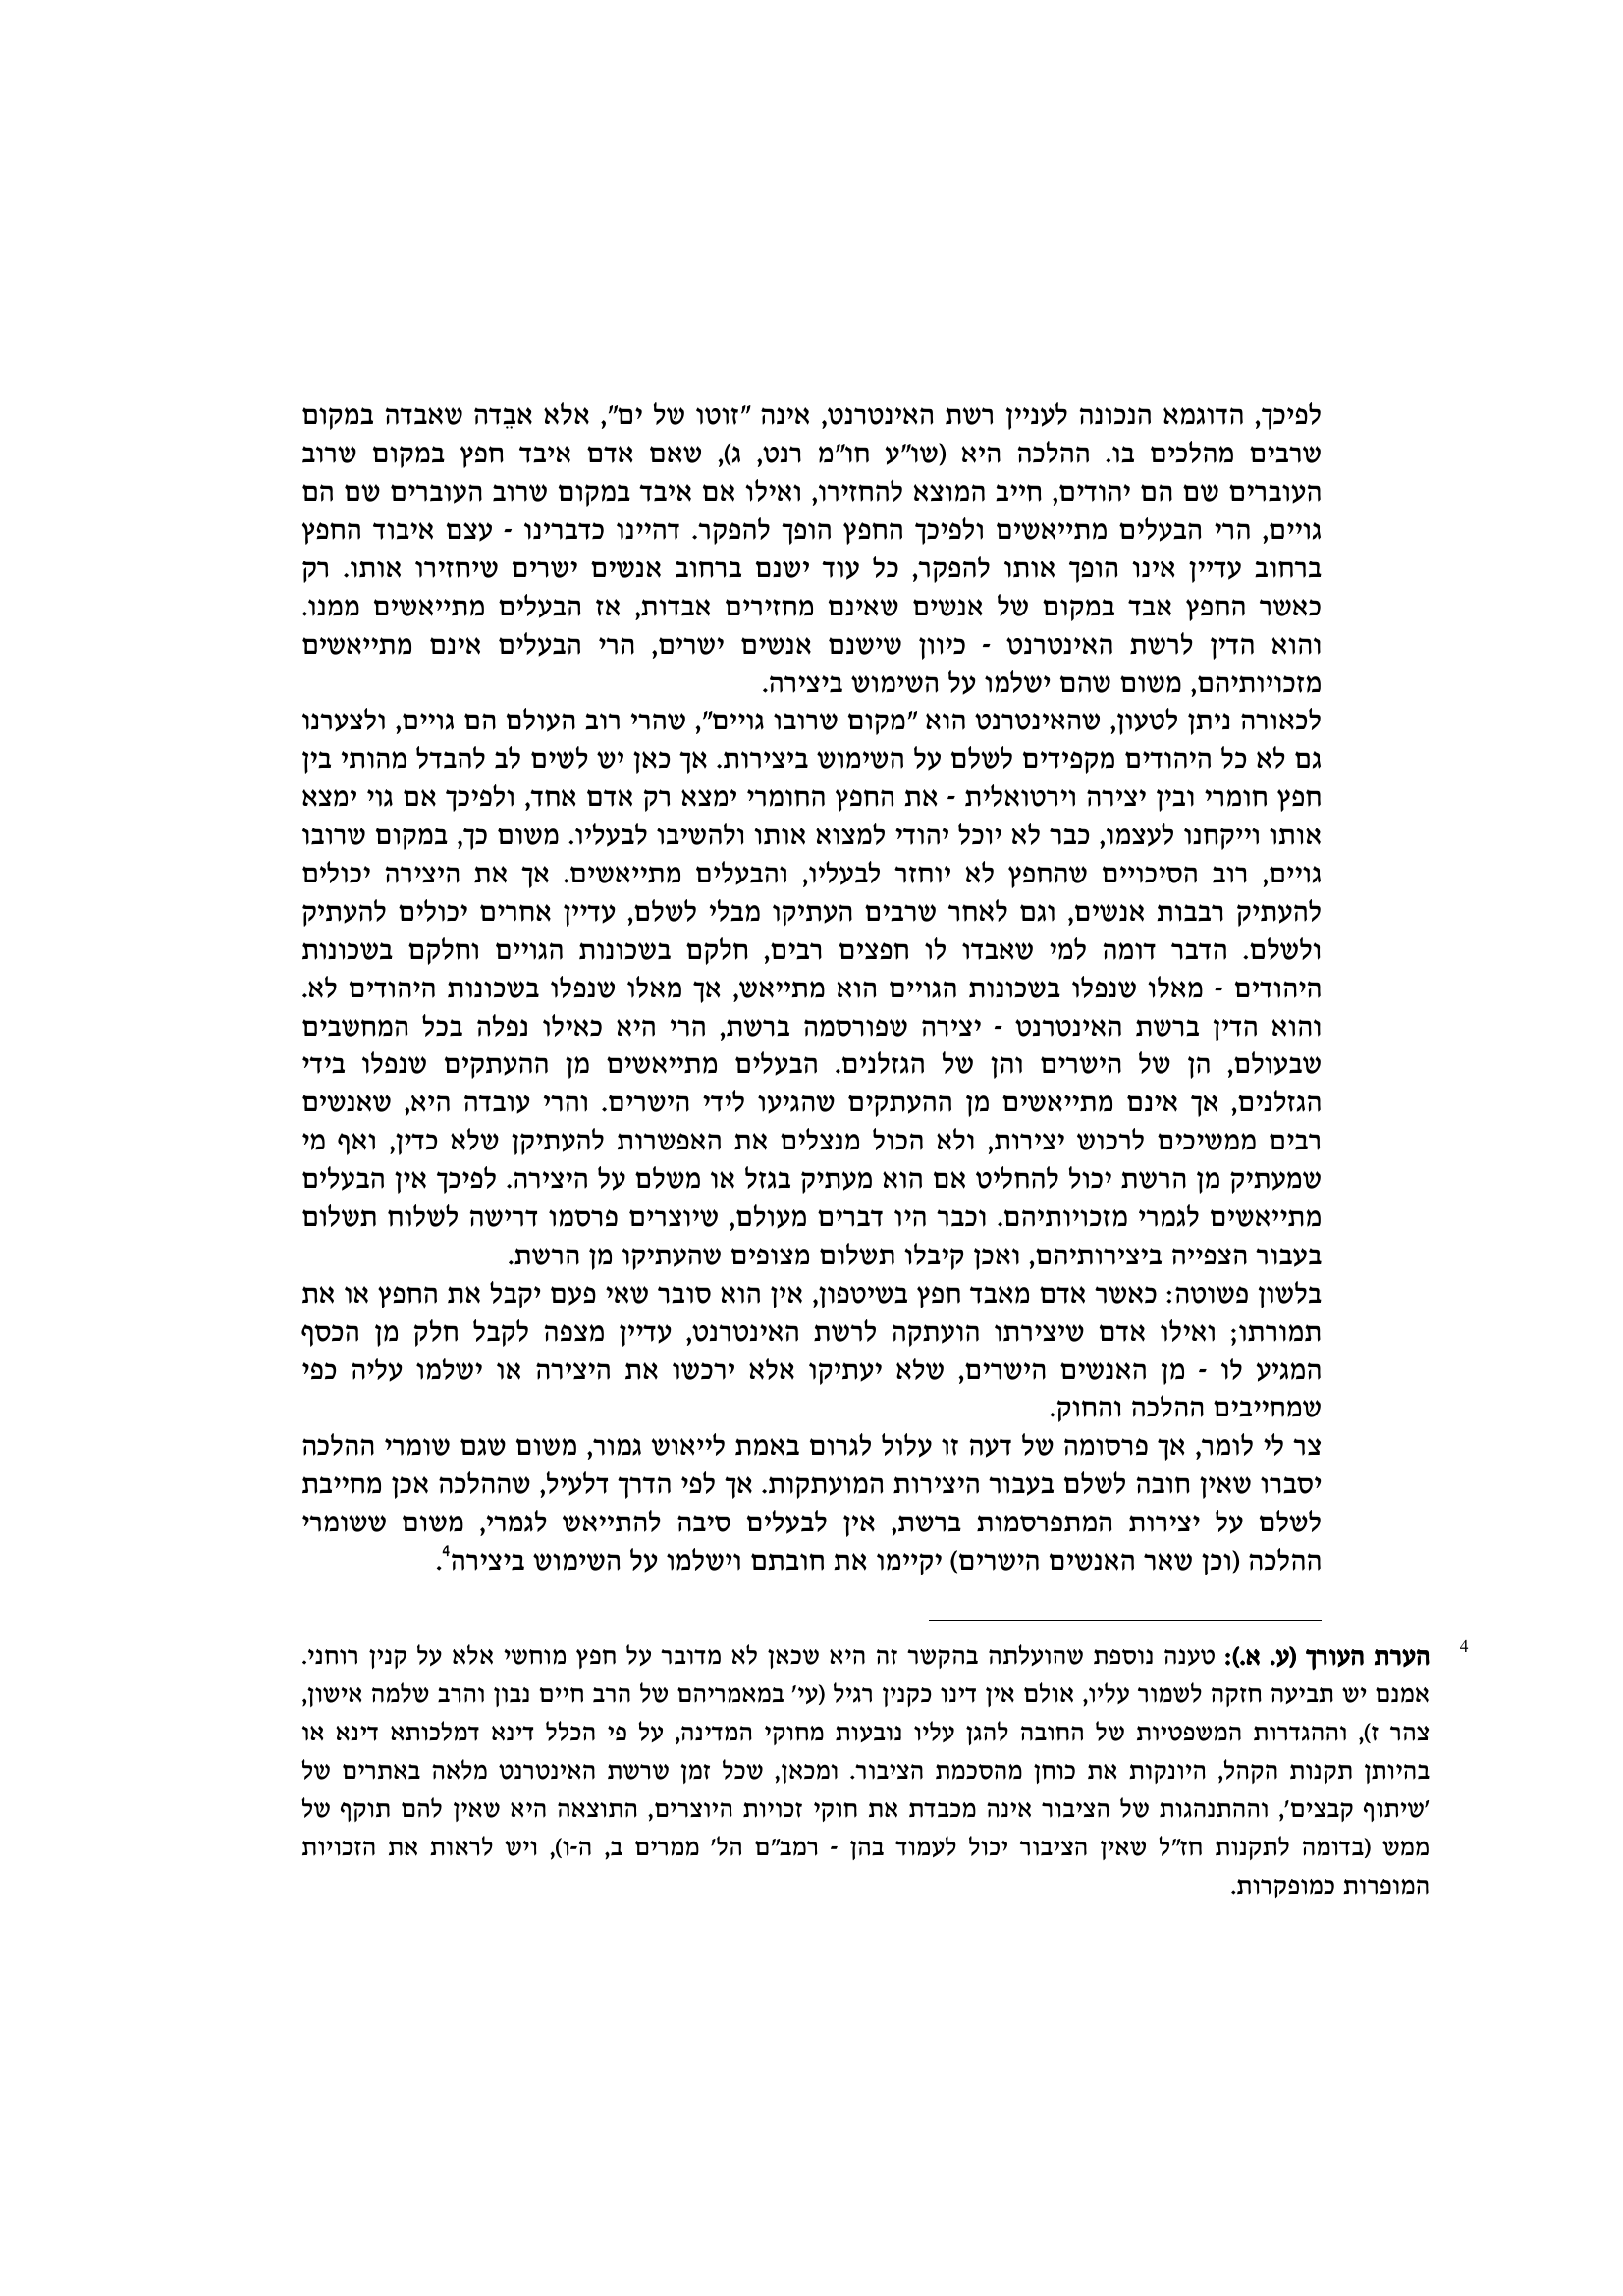 לפיכך, הדוגמא הנכונה לעניין רשת האינטרנט, אינה "זוטו של ים", אלא אבֵדה שאבדה במקום
שרבים מהלכים בו. ההלכה היא (שו"ע חו"מ רנט, ג), שאם אדם איבד חפץ במקום שרוב
העוברים שם הם יהודים, חייב המוצא להחזירו, ואילו אם איבד במקום שרוב העוברים שם הם
גויים, הרי הבעלים מתייאשים ולפיכך החפץ הופך להפקר. דהיינו כדברינו - עצם איבוד החפץ
ברחוב עדיין אינו הופך אותו להפקר, כל עוד ישנם ברחוב אנשים ישרים שיחזירו אותו. רק
כאשר החפץ אבד במקום של אנשים שאינם מחזירים אבדות, אז הבעלים מתייאשים ממנו.
והוא הדין לרשת האינטרנט - כיוון שישנם אנשים ישרים, הרי הבעלים אינם מתייאשים
מזכויותיהם, משום שהם ישלמו על השימוש ביצירה.
לכאורה ניתן לטעון, שהאינטרנט הוא "מקום שרובו גויים", שהרי רוב העולם הם גויים, ולצערנו
גם לא כל היהודים מקפידים לשלם על השימוש ביצירות. אך כאן יש לשים לב להבדל מהותי בין
חפץ חומרי ובין יצירה וירטואלית - את החפץ החומרי ימצא רק אדם אחד, ולפיכך אם גוי ימצא
אותו וייקחנו לעצמו, כבר לא יוכל יהודי למצוא אותו ולהשיבו לבעליו. משום כך, במקום שרובו
גויים, רוב הסיכויים שהחפץ לא יוחזר לבעליו, והבעלים מתייאשים. אך את היצירה יכולים
להעתיק רבבות אנשים, וגם לאחר שרבים העתיקו מבלי לשלם, עדיין אחרים יכולים להעתיק
ולשלם. הדבר דומה למי שאבדו לו חפצים רבים, חלקם בשכונות הגויים וחלקם בשכונות
היהודים - מאלו שנפלו בשכונות הגויים הוא מתייאש, אך מאלו שנפלו בשכונות היהודים לא.
והוא הדין ברשת האינטרנט - יצירה שפורסמה ברשת, הרי היא כאילו נפלה בכל המחשבים
שבעולם, הן של הישרים והן של הגזלנים. הבעלים מתייאשים מן ההעתקים שנפלו בידי
הגזלנים, אך אינם מתייאשים מן ההעתקים שהגיעו לידי הישרים. והרי עובדה היא, שאנשים
רבים ממשיכים לרכוש יצירות, ולא הכול מנצלים את האפשרות להעתיקן שלא כדין, ואף מי
שמעתיק מן הרשת יכול להחליט אם הוא מעתיק בגזל או משלם על היצירה. לפיכך אין הבעלים
מתייאשים לגמרי מזכויותיהם. וכבר היו דברים מעולם, שיוצרים פרסמו דרישה לשלוח תשלום
בעבור הצפייה ביצירותיהם, ואכן קיבלו תשלום מצופים שהעתיקו מן הרשת.
בלשון פשוטה: כאשר אדם מאבד חפץ בשיטפון, אין הוא סובר שאי פעם יקבל את החפץ או את
תמורתו; ואילו אדם שיצירתו הועתקה לרשת האינטרנט, עדיין מצפה לקבל חלק מן הכסף
המגיע לו - מן האנשים הישרים, שלא יעתיקו אלא ירכשו את היצירה או ישלמו עליה כפי
שמחייבים ההלכה והחוק.
צר לי לומר, אך פרסומה של דעה זו עלול לגרום באמת לייאוש גמור, משום שגם שומרי ההלכה
יסברו שאין חובה לשלם בעבור היצירות המועתקות. אך לפי הדרך דלעיל, שההלכה אכן מחייבת
לשלם על יצירות המתפרסמות ברשת, אין לבעלים סיבה להתייאש לגמרי, משום ששומרי
ההלכה (וכן שאר האנשים הישרים) יקיימו את חובתם וישלמו על השימוש ביצירה4.
4 הערת העורך (ע. א.): טענה נוספת שהועלתה בהקשר זה היא שכאן לא מדובר על חפץ מוחשי אלא על קנין רוחני.
אמנם יש תביעה חזקה לשמור עליו, אולם אין דינו כקנין רגיל (עי' במאמריהם של הרב חיים נבון והרב שלמה אישון,
צהר ז), וההגדרות המשפטיות של החובה להגן עליו נובעות מחוקי המדינה, על פי הכלל דינא דמלכותא דינא או
בהיותן תקנות הקהל, היונקות את כוחן מהסכמת הציבור. ומכאן, שכל זמן שרשת האינטרנט מלאה באתרים של
'שיתוף קבצים', וההתנהגות של הציבור אינה מכבדת את חוקי זכויות היוצרים, התוצאה היא שאין להם תוקף של
ממש (בדומה לתקנות חז"ל שאין הציבור יכול לעמוד בהן - רמב"ם הל' ממרים ב, ה-ו), ויש לראות את הזכויות
המופרות כמופקרות.